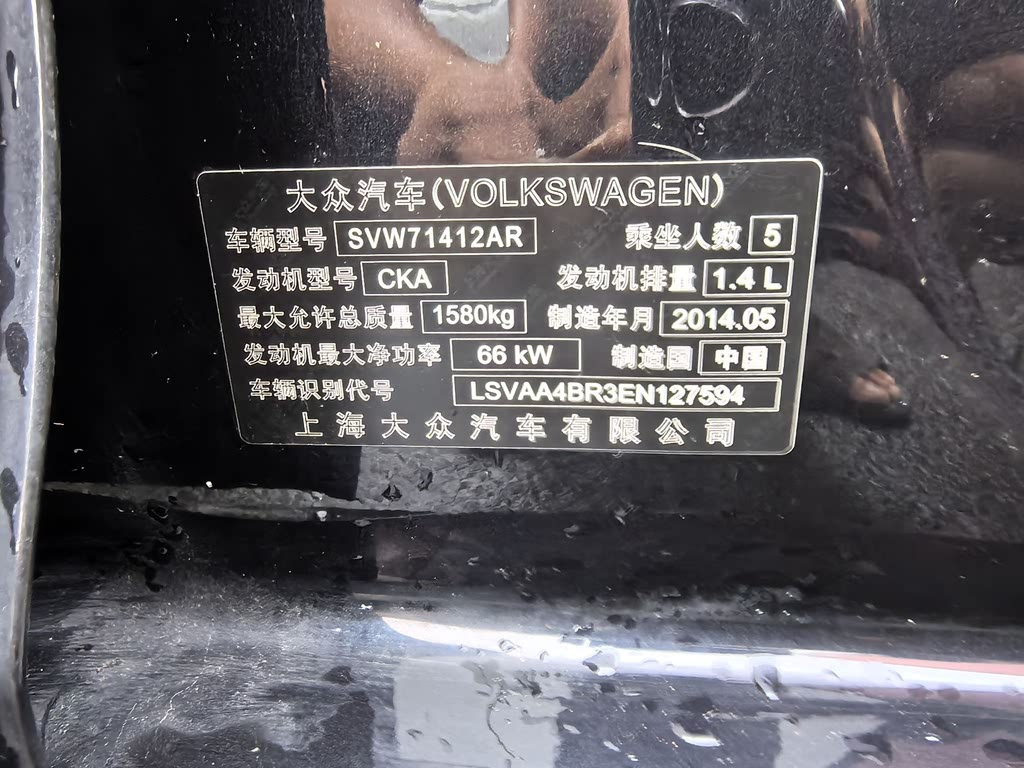 大众汽车(VOLKSWAGEN)
车辆型号 SVW71412AR 乘坐人数 5
发动机型号 CKA 发动机排量 1.4 L
最大允许总质量 1580kg 制造年月 2014.05
发动机最大净功率 66 kW 制造国 中国
车辆识别代号 LSVAA4BR3EN127594
上海大众汽车有限公司